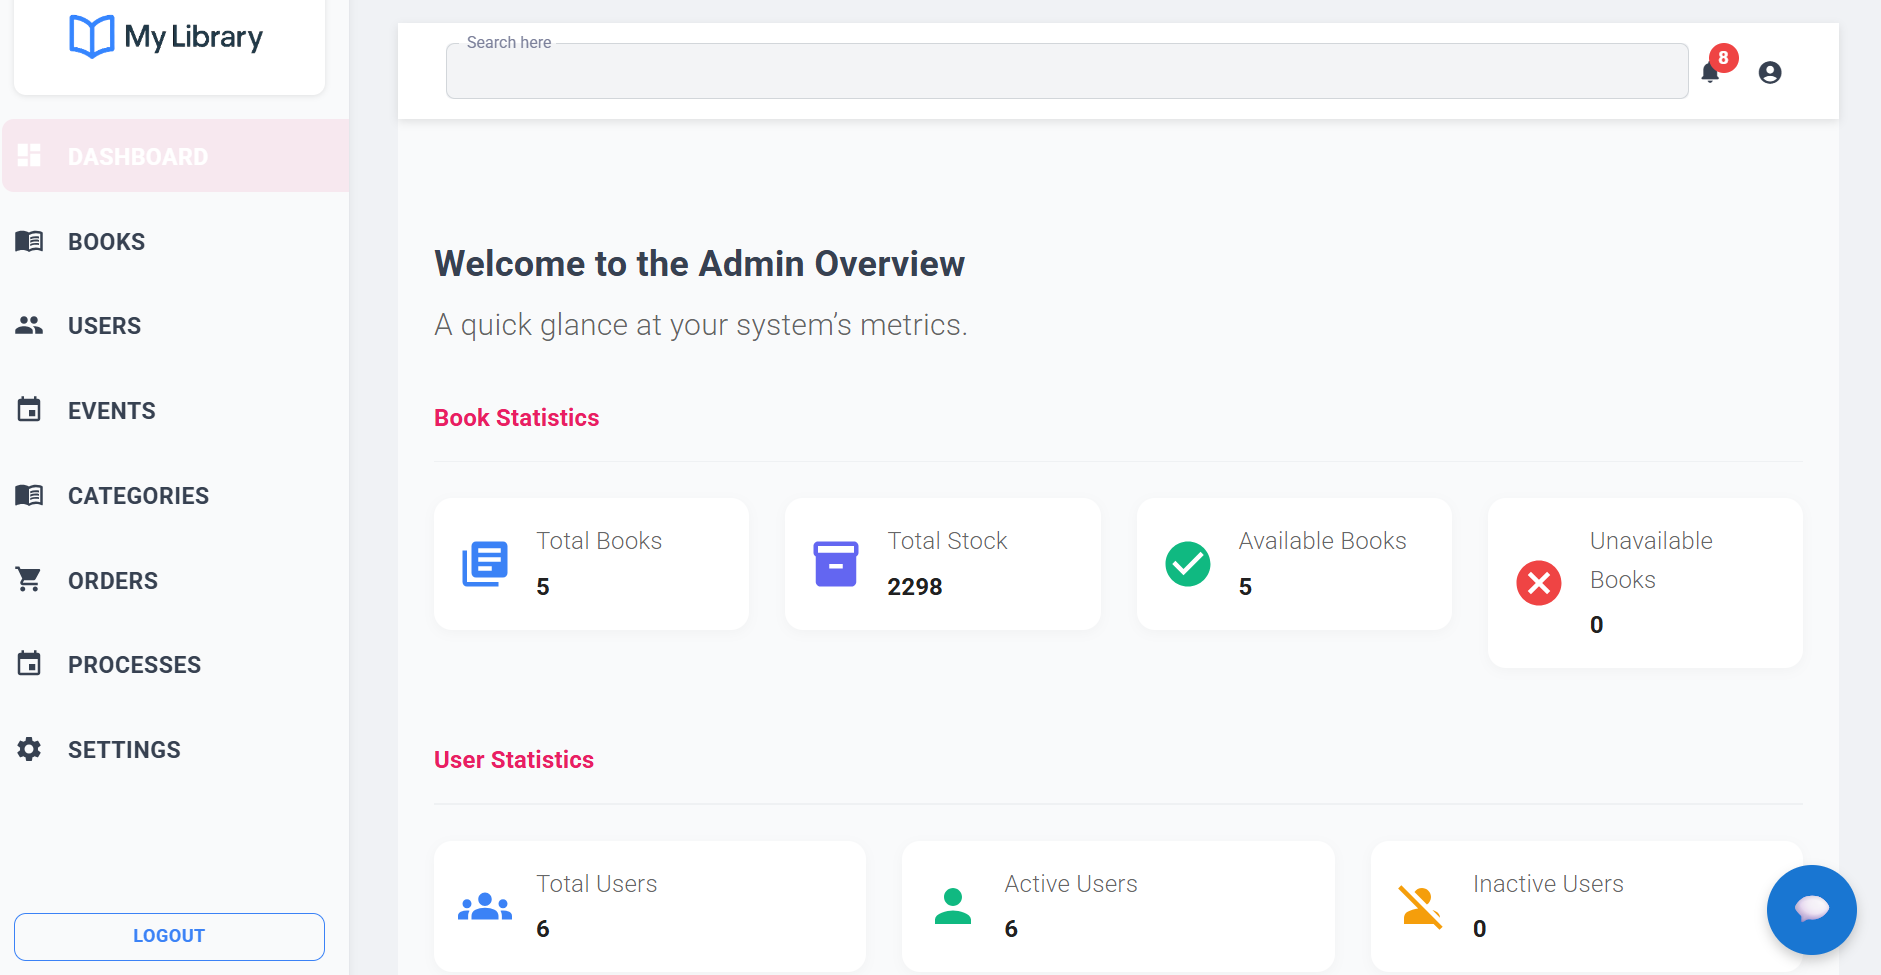 My Library
DASHBOARD
BOOKS
USERS
EVENTS
CATEGORIES
ORDERS
PROCESSES
SETTINGS
LOGOUT
Search here
8
Welcome to the Admin Overview
A quick glance at your system’s metrics.
Book Statistics
Total Books
5
Total Stock
2298
Available Books
5
Unavailable
Books
0
User Statistics
Total Users
6
Active Users
6
Inactive Users
0